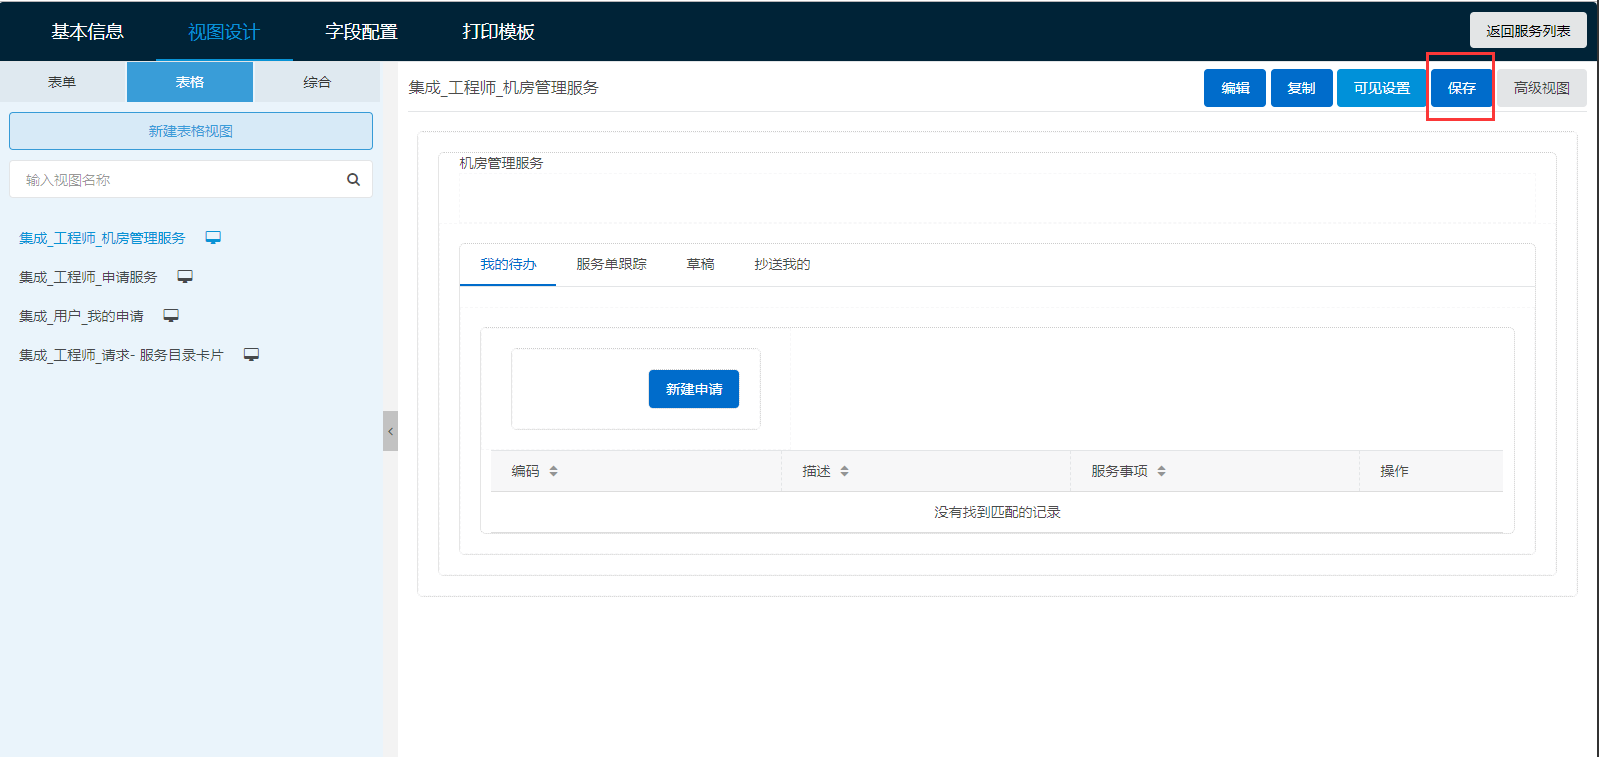 基本信息 视图设计 字段配置 打印模板 返回服务列表
表单 表格 综合
集成_工程师_机房管理服务 编辑 复制 可见设置 保存 高级视图
新建表格视图
输入视图名称
集成_工程师_机房管理服务
集成_工程师_申请服务
集成_用户_我的申请
集成_工程师_请求- 服务目录卡片
机房管理服务
我的待办 服务单跟踪 草稿 抄送我的
新建申请
编码 描述 服务事项 操作
没有找到匹配的记录